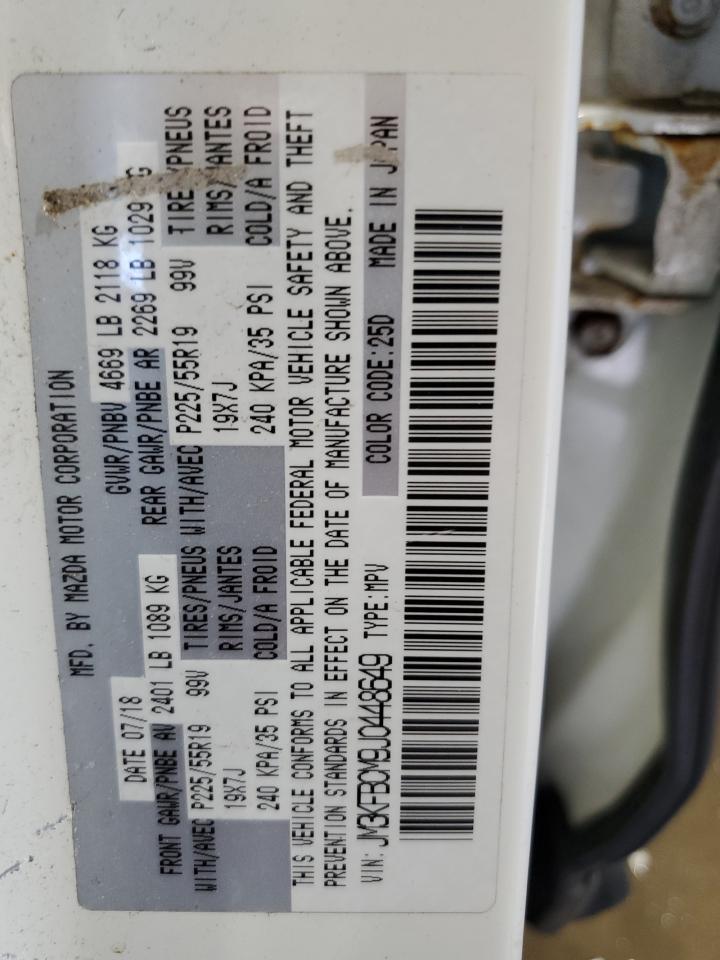 MFD. BY MAZDA MOTOR CORPORATION
DATE 07/18 GVWR/PNBV 4669 LB 2118 KG
FRONT GAWR/PNBE AV 2401 LB 1089 KG REAR GAWR/PNBE AR 2269 LB 1029 KG
WITH/AVEC P225/55R19 99V TIRES/PNEUS WITH/AVEC P225/55R19 99V TIRES/PNEUS
19X7J RIMS/JANTES 19X7J RIMS/JANTES
240 KPA/35 PSI COLD/A FROID 240 KPA/35 PSI COLD/A FROID
THIS VEHICLE CONFORMS TO ALL APPLICABLE FEDERAL MOTOR VEHICLE SAFETY AND THEFT
PREVENTION STANDARDS IN EFFECT ON THE DATE OF MANUFACTURE SHOWN ABOVE.
VIN: JM3KFBCM9J0448649 TYPE:MPV COLOR CODE:25D MADE IN JAPAN